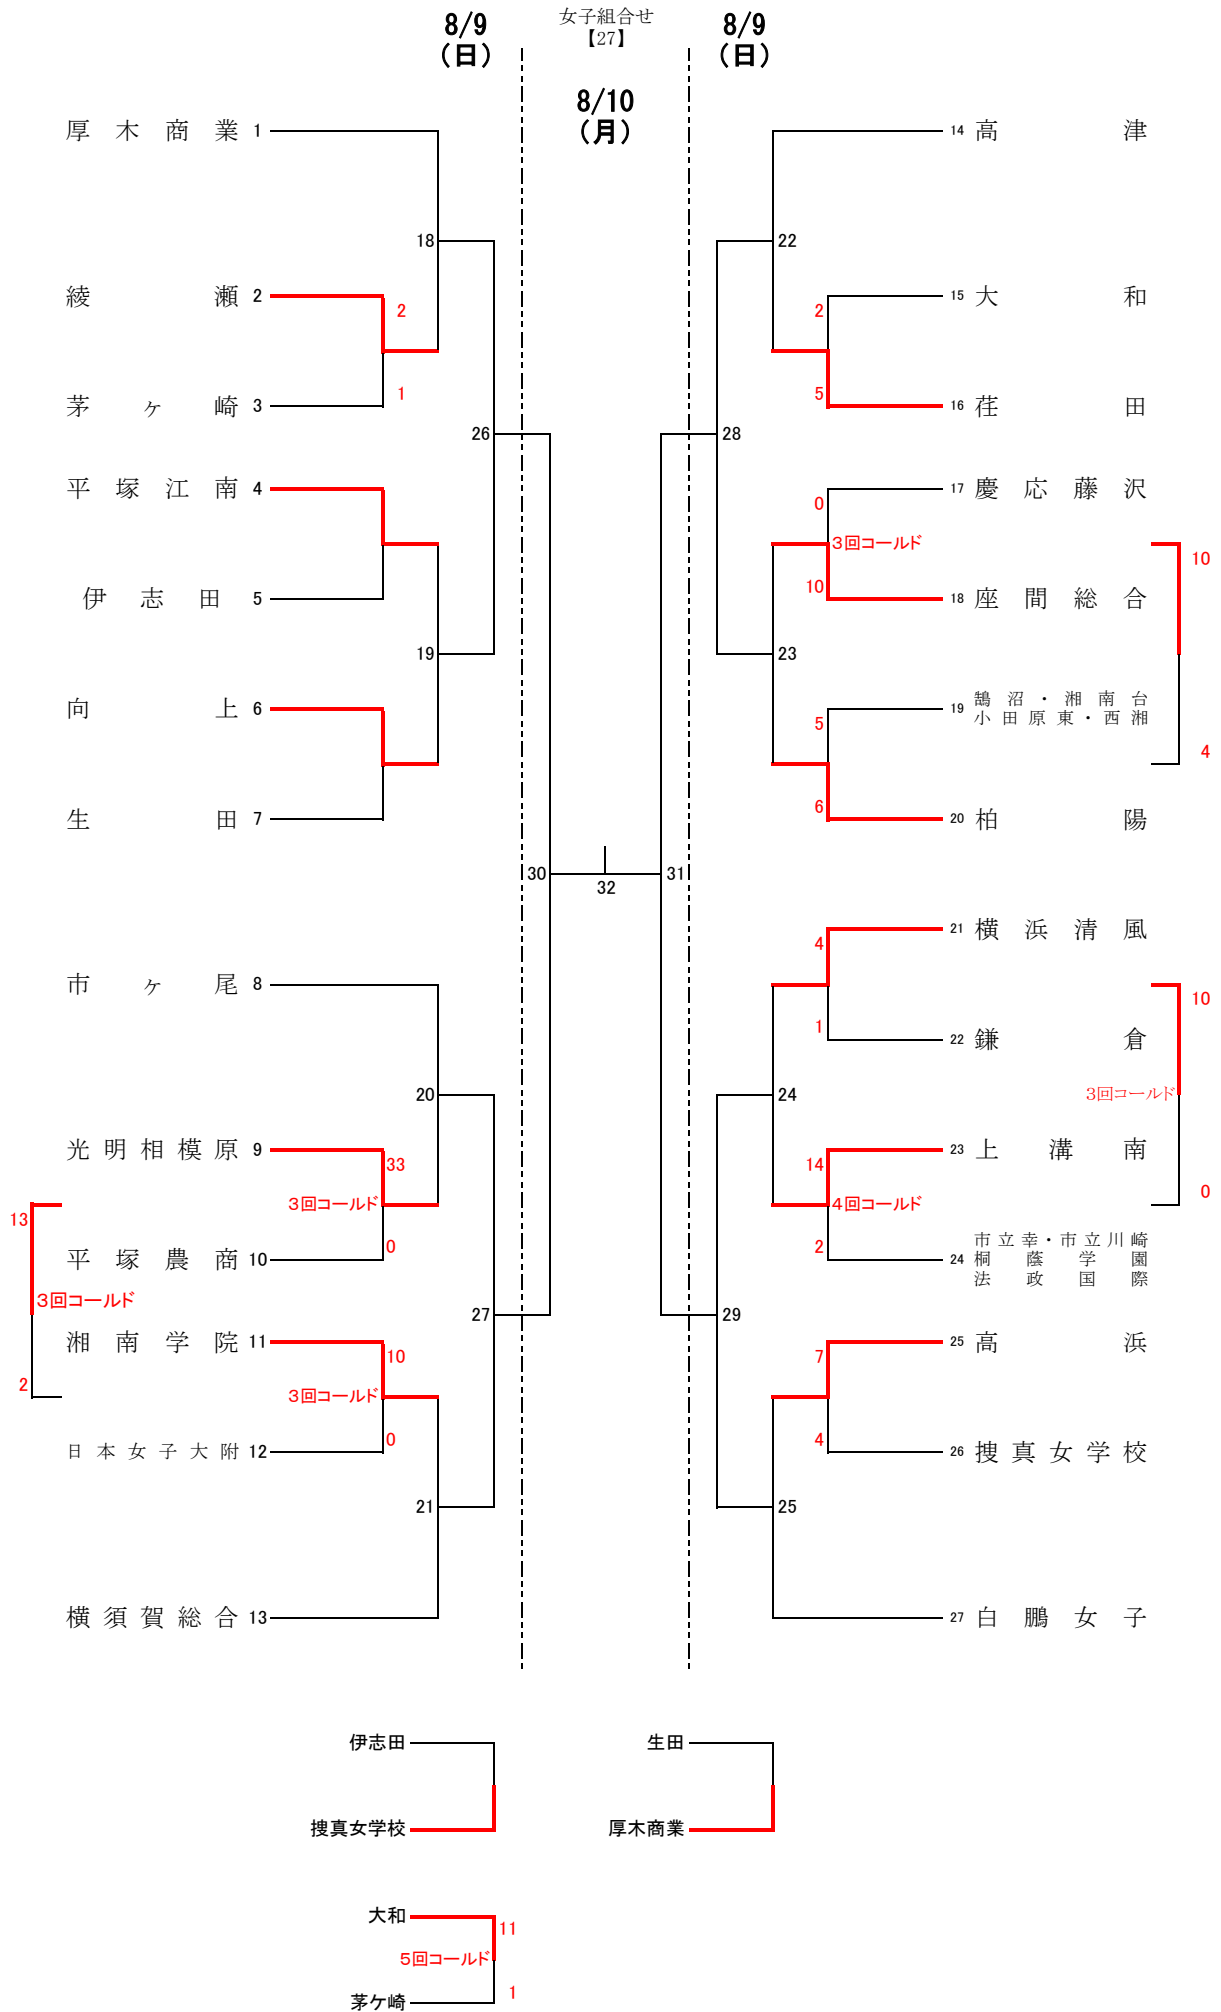 女子組合せ
【27】
8/9
(日)
8/9
(日)
8/10
(月)
厚木商業 1
18
綾瀬 2
2
茅ヶ崎 3
1
26
平塚江南 4
伊志田 5
19
向上 6
生田 7
30
32
31
市ヶ尾 8
20
光明相模原 9
33
3回コールド
平塚農商 10
0
13
3回コールド
2
27
湘南学院 11
10
3回コールド
日本女子大附 12
0
21
横須賀総合 13
14 高津
22
2
15 大和
5
16 荏田
28
0
17 慶応藤沢
3回コールド
10
18 座間総合
10
23
5
19 鵠沼・湘南台
小田原東・西湘
4
6
20 柏陽
4
21 横浜清風
1
22 鎌倉
10
24
3回コールド
14
23 上溝南
4回コールド
0
2
24 市立幸・市立川崎
桐蔭学園
法政国際
29
7
25 高浜
4
26 捜真女学校
25
27 白鵬女子
伊志田
捜真女学校
生田
厚木商業
大和
11
5回コールド
茅ケ崎
1